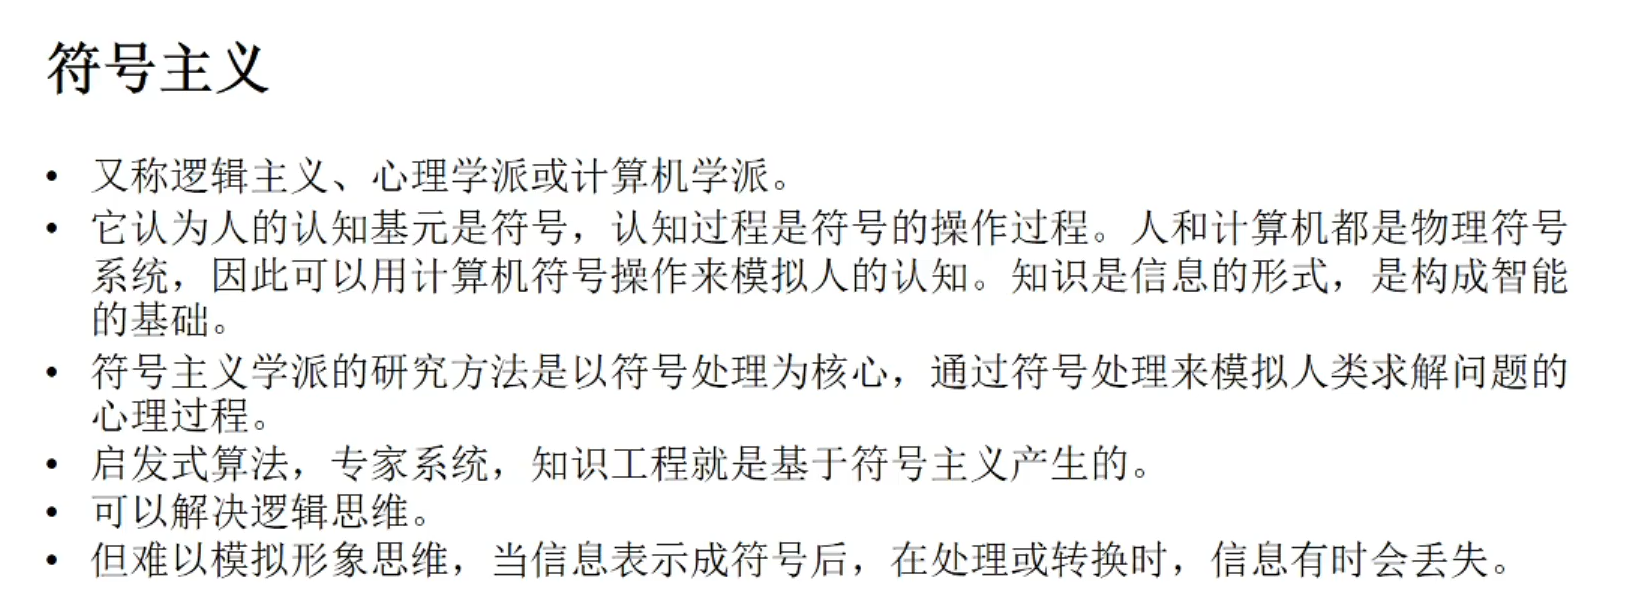 符号主义
• 又称逻辑主义、心理学派或计算机学派。
• 它认为人的认知基元是符号，认知过程是符号的操作过程。人和计算机都是物理符号
系统，因此可以用计算机符号操作来模拟人的认知。知识是信息的形式，是构成智能
的基础。
• 符号主义学派的研究方法是以符号处理为核心，通过符号处理来模拟人类求解问题的
心理过程。
• 启发式算法，专家系统，知识工程就是基于符号主义产生的。
• 可以解决逻辑思维。
• 但难以模拟形象思维，当信息表示成符号后，在处理或转换时，信息有时会丢失。